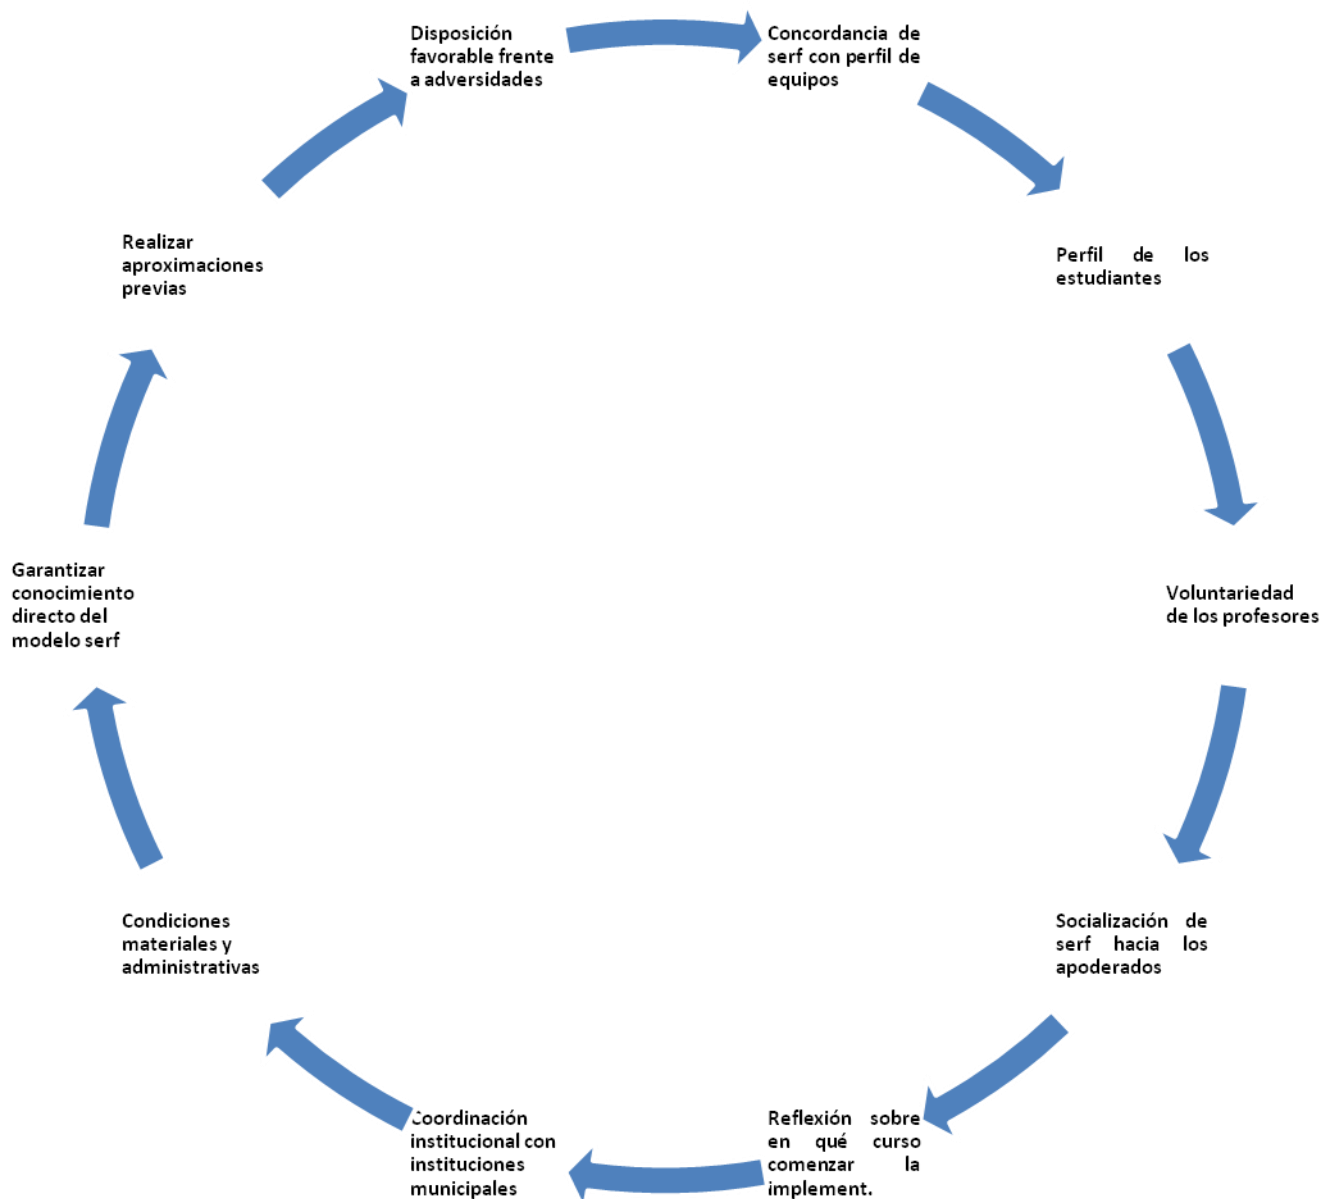 Disposición
favorable frente
a adversidades
Concordancia de
serf con perfil de
equipos
Perfil de los
estudiantes
Voluntariedad
de los profesores
Socialización de
serf hacia los
apoderados
Reflexión sobre
en qué curso
comenzar la
implement.
Coordinación
institucional con
instituciones
municipales
Condiciones
materiales y
administrativas
Garantizar
conocimiento
directo del
modelo serf
Realizar
aproximaciones
previas